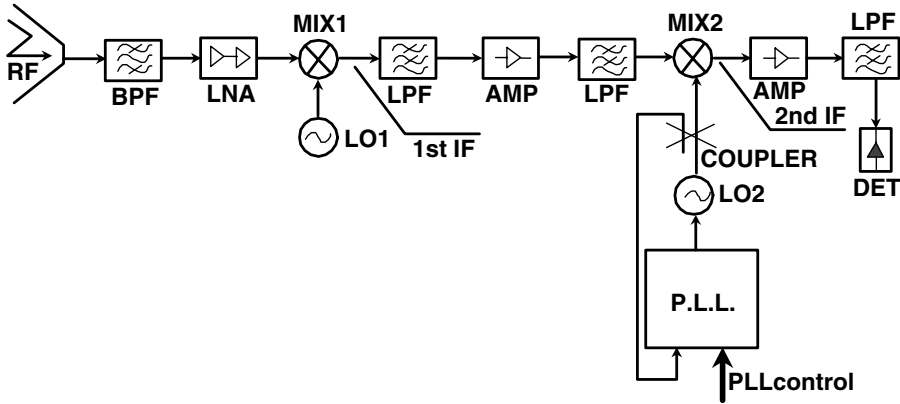 RF
BPF
LNA
MIX1
LO1
1st IF
LPF
AMP
LPF
MIX2
COUPLER
LO2
P.L.L.
PLLcontrol
2nd IF
AMP
LPF
DET